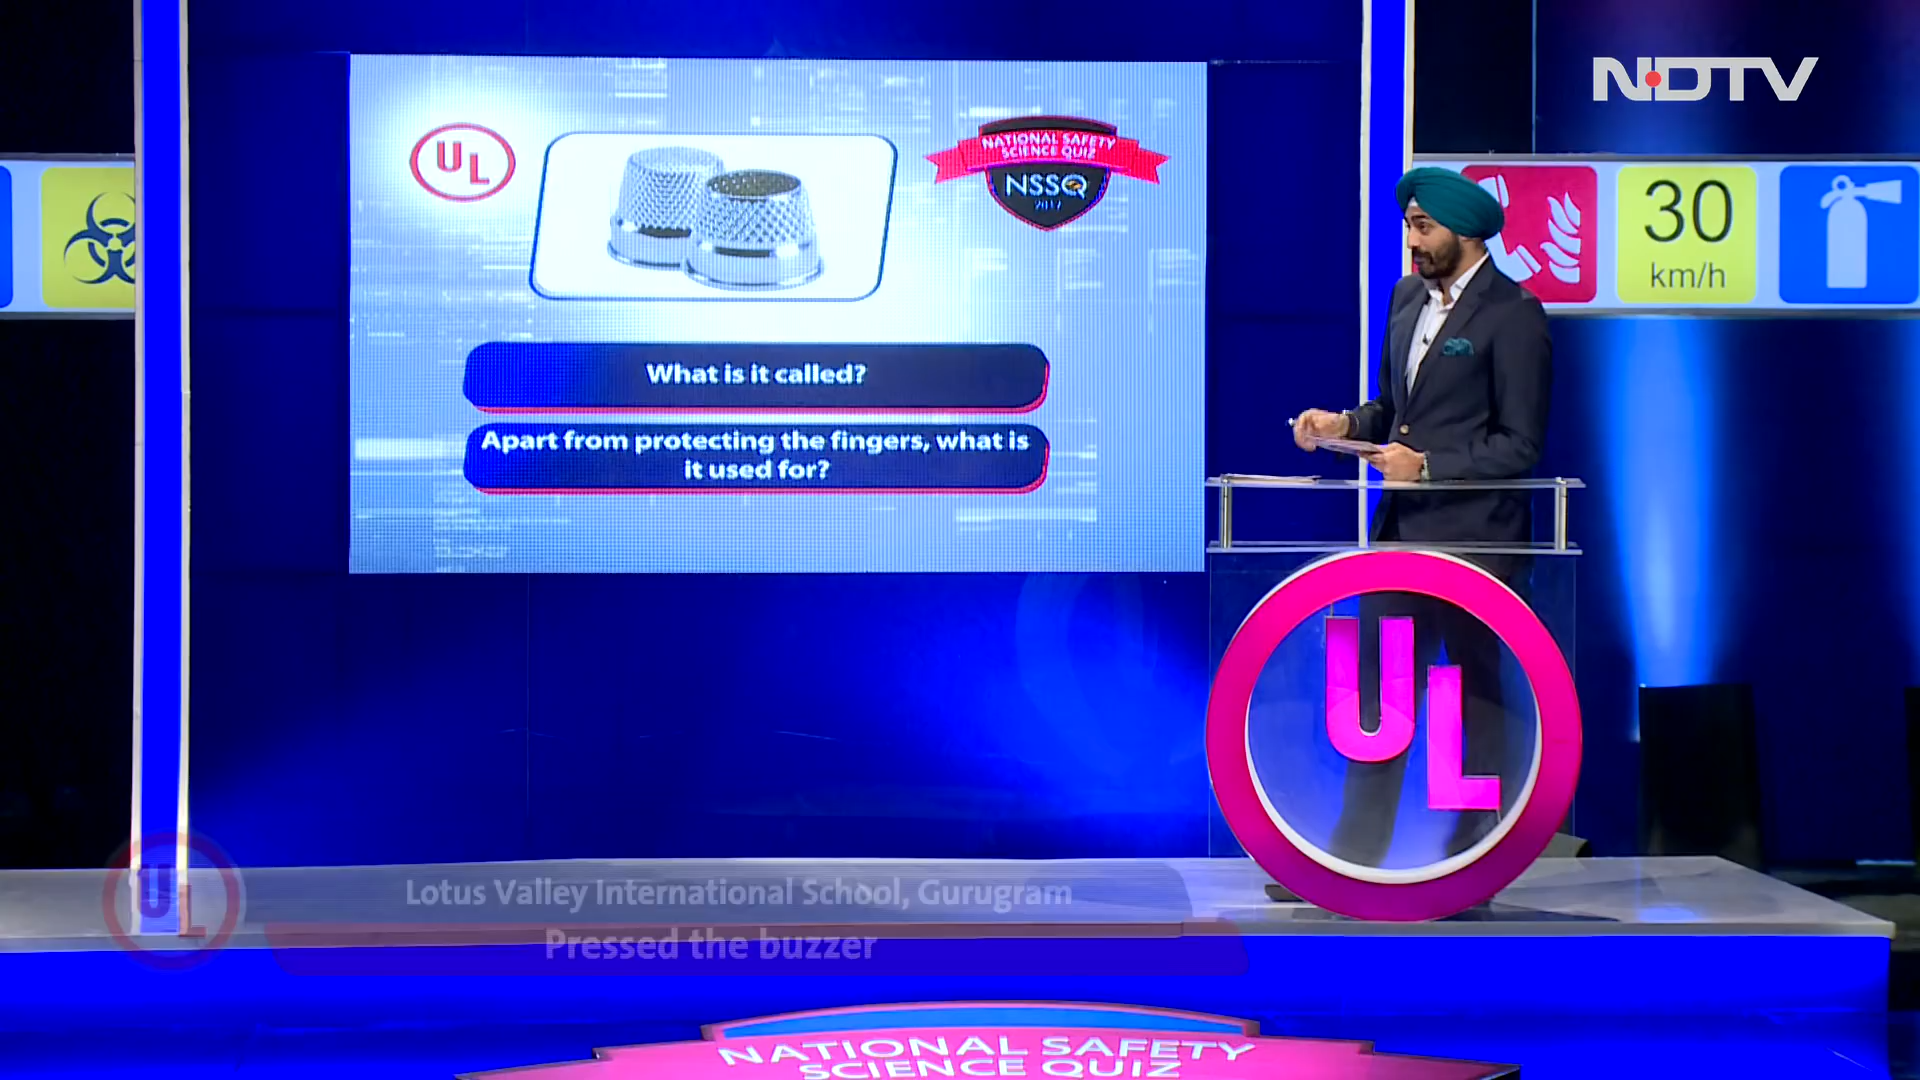 NDTV
UL
NATIONAL SAFETY
SCIENCE QUIZ
NSSQ
2017
What is it called?
Apart from protecting the fingers, what is
it used for?
30
km/h
UL
UL
Lotus Valley International School, Gurugram
Pressed the buzzer
NATIONAL SAFETY
SCIENCE QUIZ